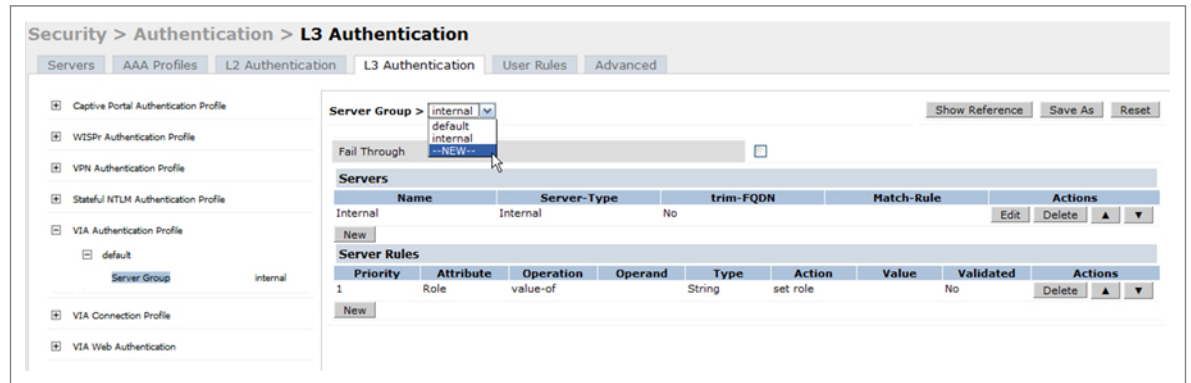 Security > Authentication > L3 Authentication
Servers AAA Profiles L2 Authentication L3 Authentication User Rules Advanced
Captive Portal Authentication Profile
WISPr Authentication Profile
VPN Authentication Profile
Stateful NTLM Authentication Profile
VIA Authentication Profile
default
Server Group internal
VIA Connection Profile
VIA Web Authentication
Server Group > internal Show Reference Save As Reset
default
internal
--NEW--
Fail Through
Servers
Name Server-Type trim-FQDN Match-Rule Actions
Internal Internal No Edit Delete ▲ ▼
New
Server Rules
Priority Attribute Operation Operand Type Action Value Validated Actions
1 Role value-of String set role No Delete ▲ ▼
New